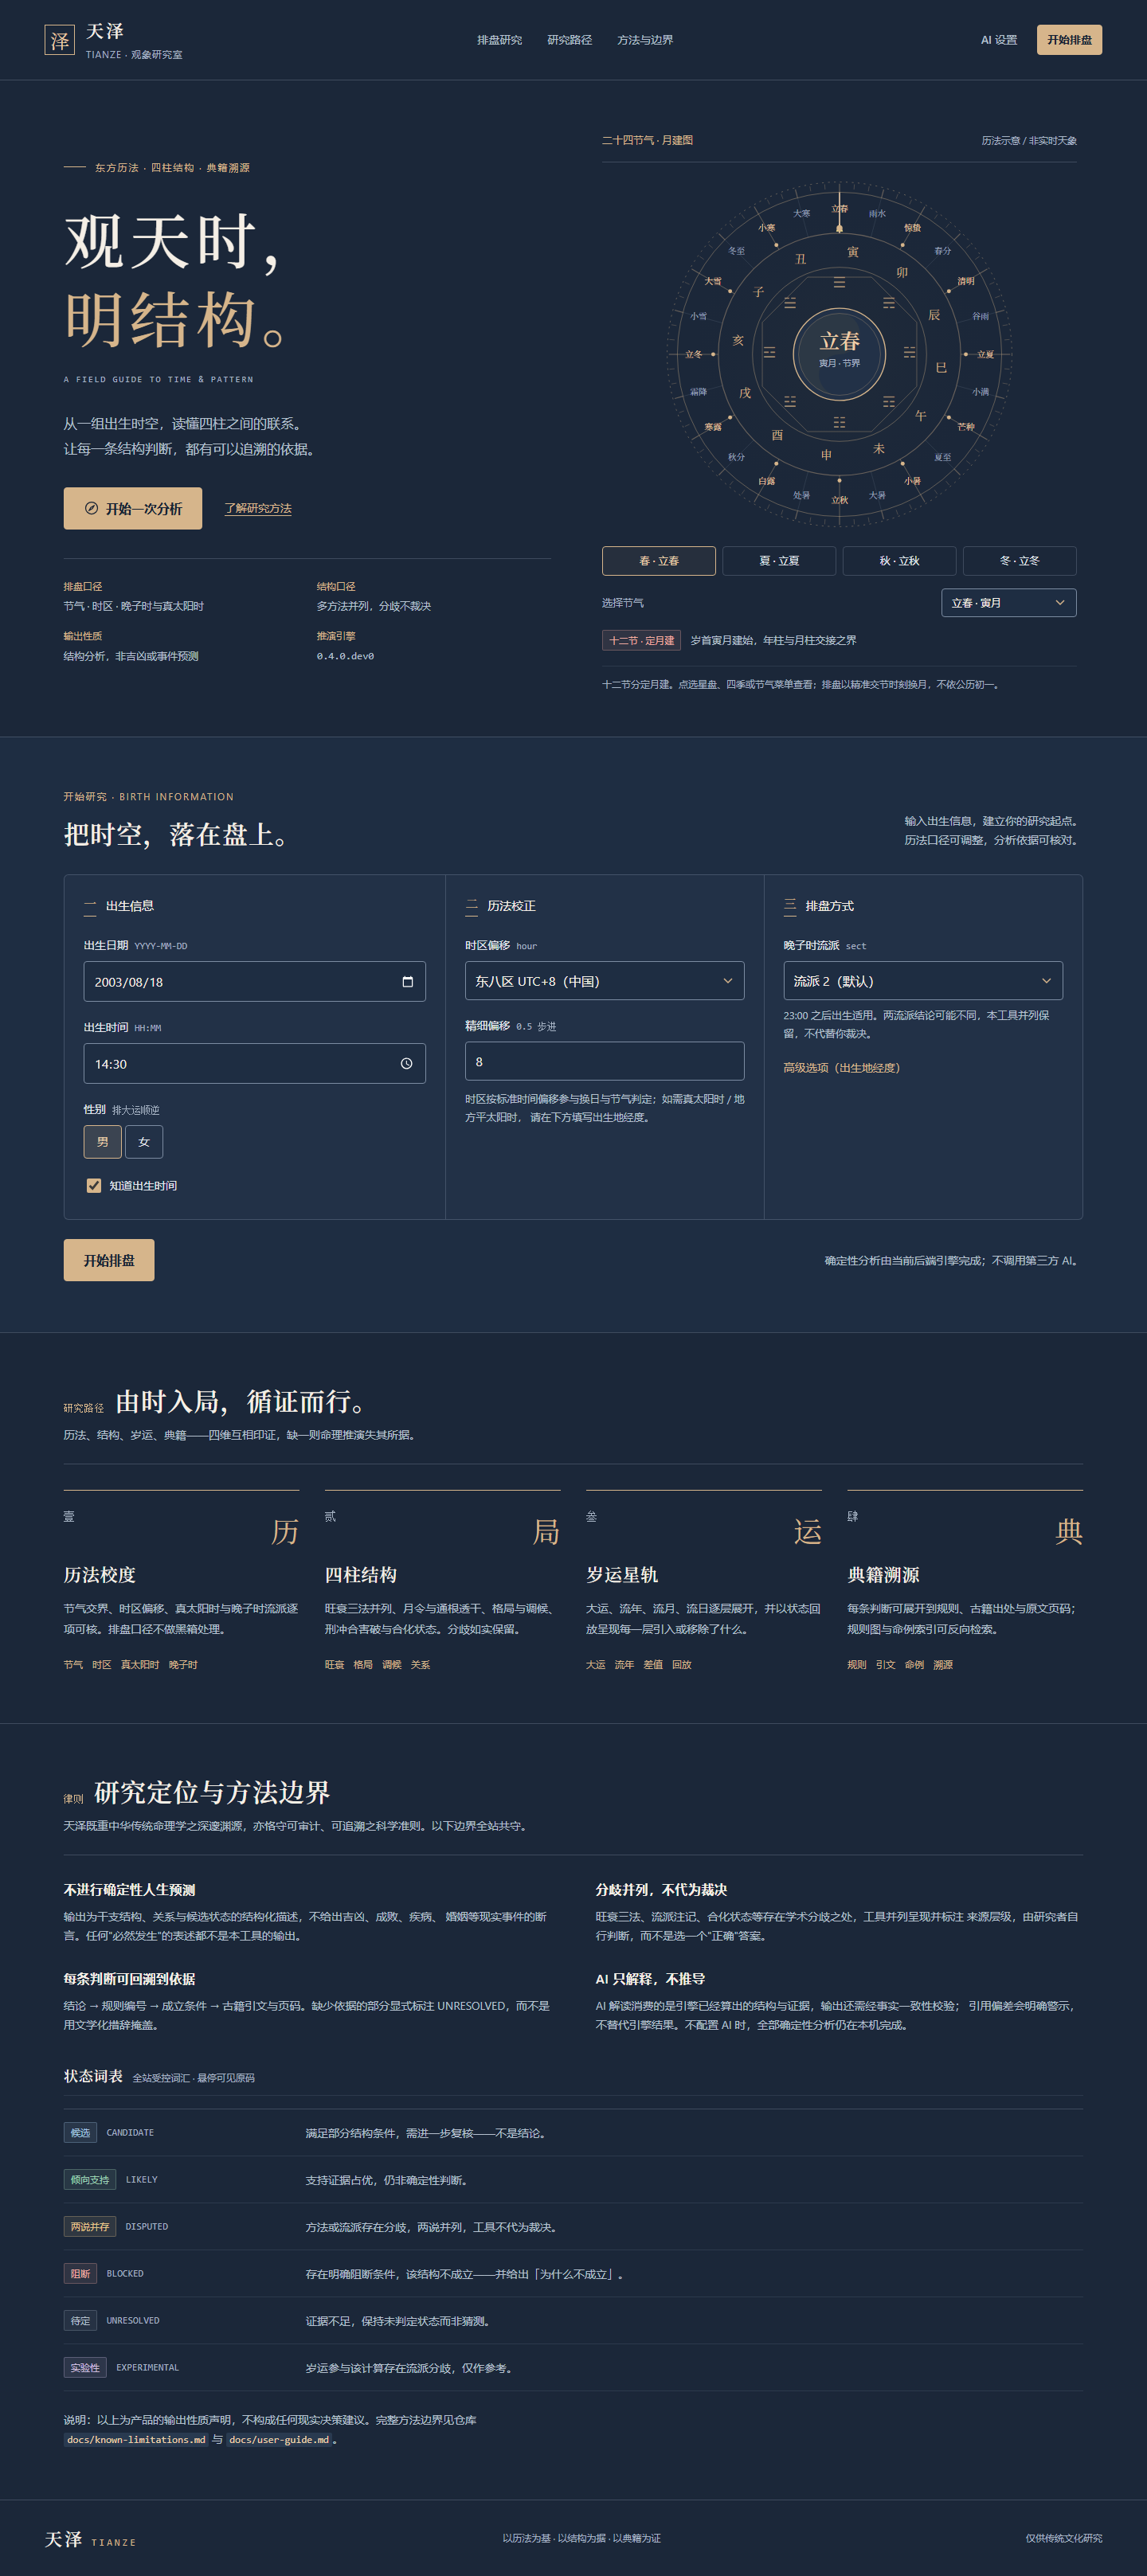 泽
天泽
TIANZE · 观象研究室
排盘研究
研究路径
方法与边界
AI 设置
开始排盘
东方历法 · 四柱结构 · 典籍溯源
观天时，
明结构。
A FIELD GUIDE TO TIME & PATTERN
从一组出生时空，读懂四柱之间的联系。
让每一条结构判断，都有可以追溯的依据。
开始一次分析
了解研究方法
排盘口径
节气 · 时区 · 晚子时与真太阳时
结构口径
多方法并列，分歧不裁决
输出性质
结构分析，非吉凶或事件预测
推演引擎
0.4.0.dev0
二十四节气 · 月建图
历法示意 / 非实时天象
立春
雨水
惊蛰
春分
清明
谷雨
立夏
小满
芒种
夏至
小暑
大暑
立秋
处暑
白露
秋分
寒露
霜降
立冬
小雪
大雪
冬至
小寒
大寒
寅
卯
辰
巳
午
未
申
酉
戌
亥
子
丑
☰
☱
☲
☳
☷
立春
寅月 · 节界
春 · 立春
夏 · 立夏
秋 · 立秋
冬 · 立冬
选择节气
立春 · 寅月
十二节 · 定月建
岁首寅月建始，年柱与月柱交接之界
十二节分定月建。点选星盘、四季或节气菜单查看；排盘以精准交节时刻换月，不依公历初一。
开始研究 · BIRTH INFORMATION
把时空，落在盘上。
输入出生信息，建立你的研究起点。
历法口径可调整，分析依据可核对。
一 出生信息
出生日期 YYYY-MM-DD
2003/08/18
出生时间 HH:MM
14:30
性别 排大运顺逆
男
女
知道出生时间
二 历法校正
时区偏移 hour
东八区 UTC+8（中国）
精细偏移 0.5 步进
8
时区按标准时间偏移参与换日与节气判定；如需真太阳时 / 地
方平太阳时， 请在下方填写出生地经度。
三 排盘方式
晚子时流派 sect
流派 2（默认）
23:00 之后出生适用。两流派结论可能不同，本工具并列保
留，不代替你裁决。
高级选项（出生地经度）
开始排盘
确定性分析由当前后端引擎完成；不调用第三方 AI。
研究路径 由时入局，循证而行。
历法、结构、岁运、典籍——四维互相印证，缺一则命理推演失其所据。
壹
历
历法校度
节气交界、时区偏移、真太阳时与晚子时流派逐
项可核。排盘口径不做黑箱处理。
节气 时区 真太阳时 晚子时
贰
局
四柱结构
旺衰三法并列、月令与通根透干、格局与调候、
刑冲合害破与合化状态。分歧如实保留。
旺衰 格局 调候 关系
叁
运
岁运星轨
大运、流年、流月、流日逐层展开，并以状态回
放呈现每一层引入或移除了什么。
大运 流年 差值 回放
肆
典
典籍溯源
每条判断可展开到规则、古籍出处与原文页码；
规则图与命例索引可反向检索。
规则 引文 命例 溯源
律则 研究定位与方法边界
天泽既重中华传统命理学之深邃渊源，亦恪守可审计、可追溯之科学准则。以下边界全站共守。
不进行确定性人生预测
输出为干支结构、关系与候选状态的结构化描述，不给出吉凶、成败、疾病、 婚姻等现实事件的断
言。任何"必然发生"的表述都不是本工具的输出。
分歧并列，不代为裁决
旺衰三法、流派注记、合化状态等存在学术分歧之处，工具并列呈现并标注 来源层级，由研究者自
行判断，而不是选一个"正确"答案。
每条判断可回溯到依据
结论 → 规则编号 → 成立条件 → 古籍引文与页码。缺少依据的部分显式标注 UNRESOLVED，而不是
用文学化措辞掩盖。
AI 只解释，不推导
AI 解读消费的是引擎已经算出的结构与证据，输出还需经事实一致性校验； 引用偏差会明确警示，
不替代引擎结果。不配置 AI 时，全部确定性分析仍在本机完成。
状态词表 全站受控词汇 · 悬停可见原码
候选 CANDIDATE
满足部分结构条件，需进一步复核——不是结论。
倾向支持 LIKELY
支持证据占优，仍非确定性判断。
两说并存 DISPUTED
方法或流派存在分歧，两说并列，工具不代为裁决。
阻断 BLOCKED
存在明确阻断条件，该结构不成立——并给出「为什么不成立」。
待定 UNRESOLVED
证据不足，保持未判定状态而非猜测。
实验性 EXPERIMENTAL
岁运参与该计算存在流派分歧，仅作参考。
说明：以上为产品的输出性质声明，不构成任何现实决策建议。完整方法边界见仓库
docs/known-limitations.md 与 docs/user-guide.md。
天泽 TIANZE
以历法为基 · 以结构为据 · 以典籍为证
仅供传统文化研究